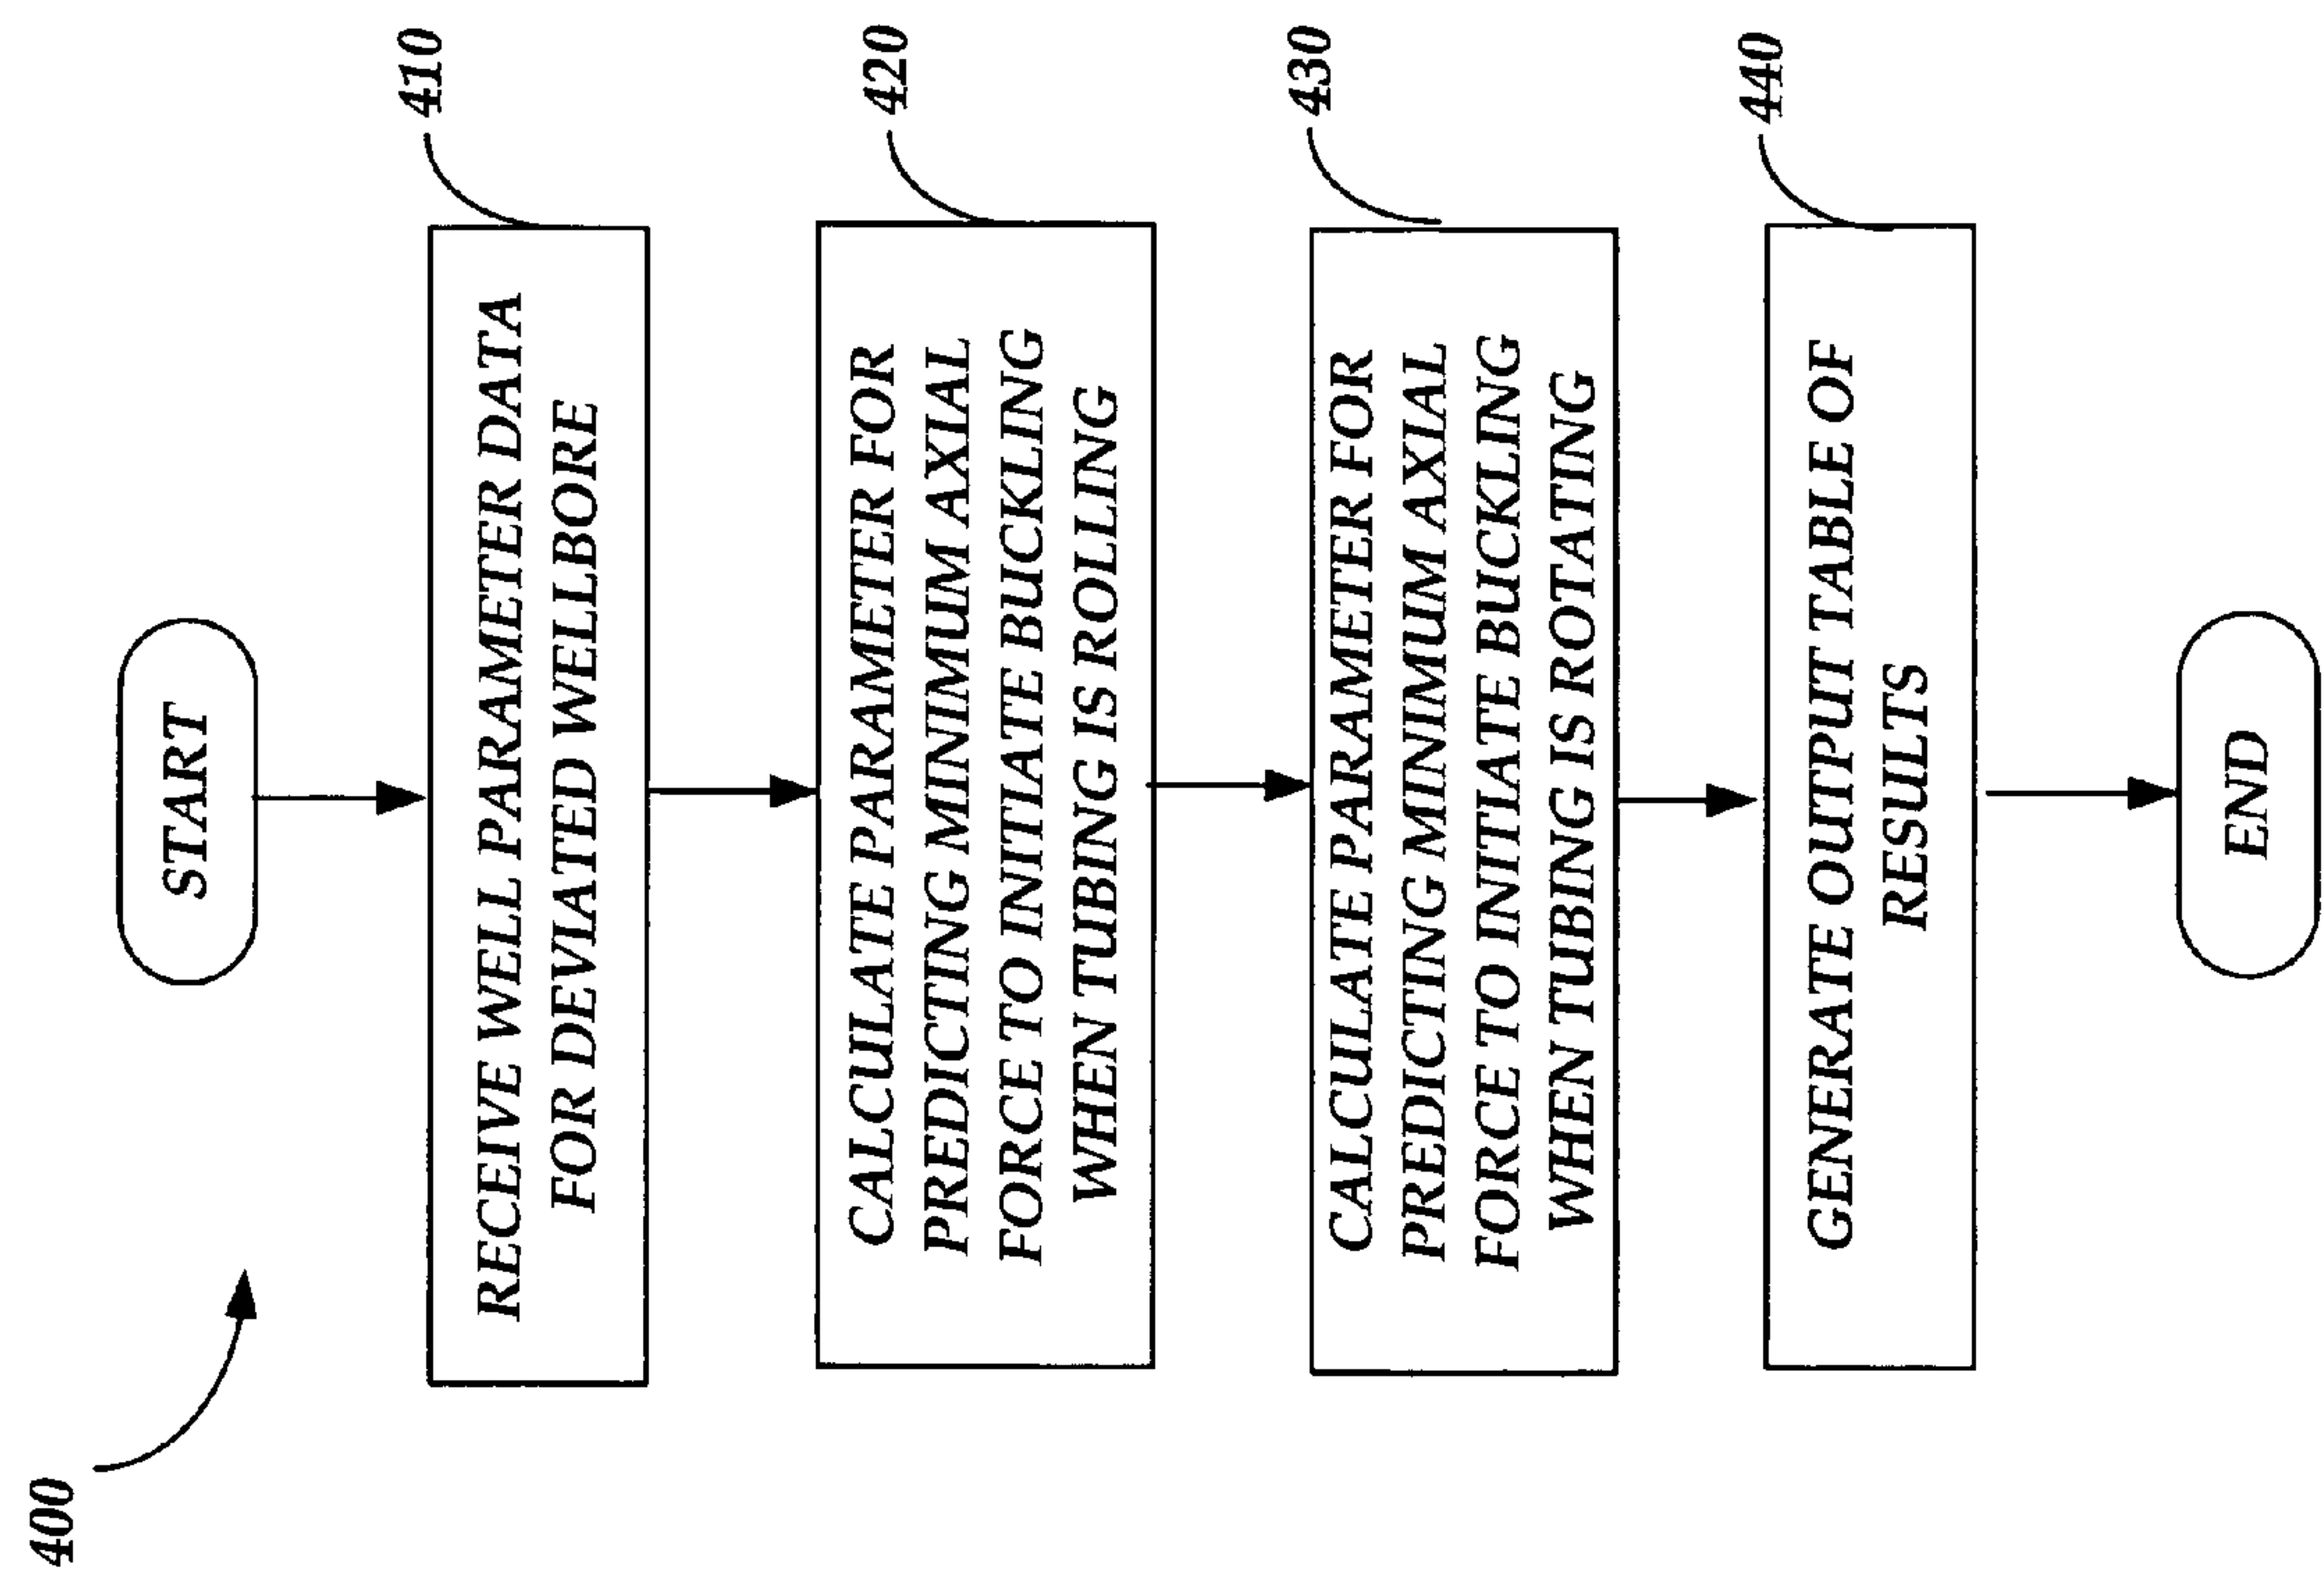 400
START
410
RECEIVE WELL PARAMETER DATA
FOR DEVIATED WELLBORE
420
CALCULATE PARAMETER FOR
PREDICTING MINIMUM AXIAL
FORCE TO INITIATE BUCKLING
WHEN TUBING IS ROLLING
430
CALCULATE PARAMETER FOR
PREDICTING MINIMUM AXIAL
FORCE TO INITIATE BUCKLING
WHEN TUBING IS ROTATING
440
GENERATE OUTPUT TABLE OF
RESULTS
END